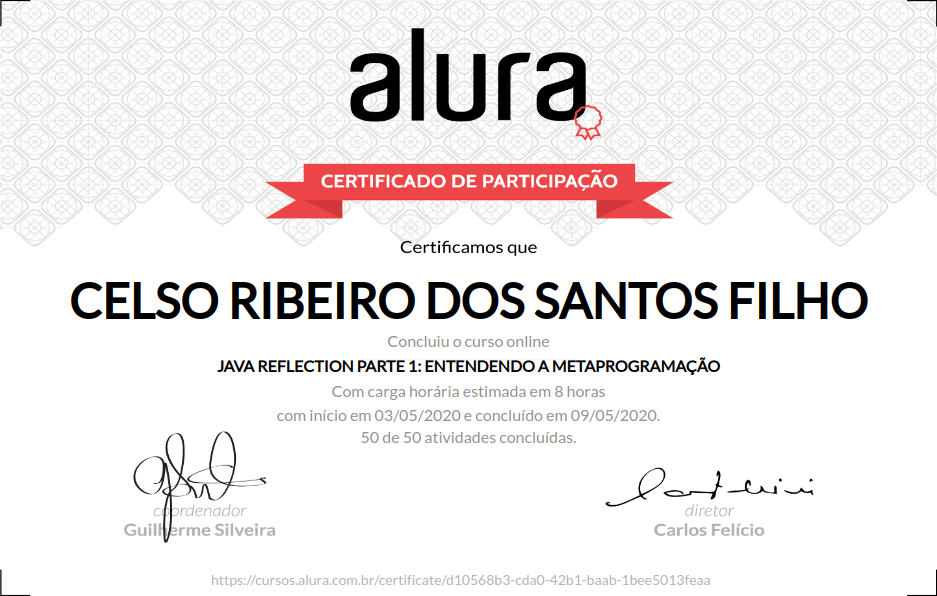 alura
CERTIFICADO DE PARTICIPAÇÃO
Certificamos que
CELSO RIBEIRO DOS SANTOS FILHO
Concluiu o curso online
JAVA REFLECTION PARTE 1: ENTENDENDO A METAPROGRAMAÇÃO
Com carga horária estimada em 8 horas
com início em 03/05/2020 e concluído em 09/05/2020.
50 de 50 atividades concluídas.
coordenador
Guilherme Silveira
diretor
Carlos Felício
https://cursos.alura.com.br/certificate/d10568b3-cda0-42b1-baab-1bee5013feaa